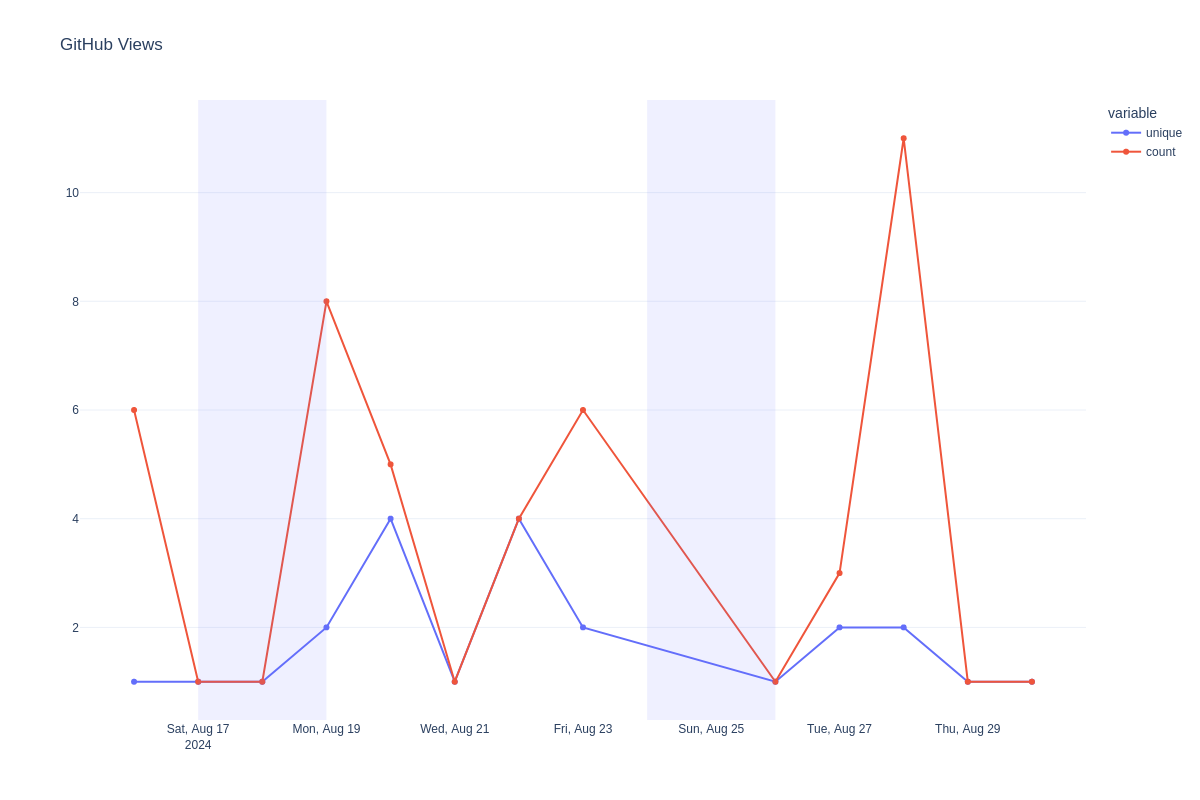 GitHub Views
variable
unique
count
10
8
6
4
2
Sat, Aug 17
2024
Mon, Aug 19
Wed, Aug 21
Fri, Aug 23
Sun, Aug 25
Tue, Aug 27
Thu, Aug 29